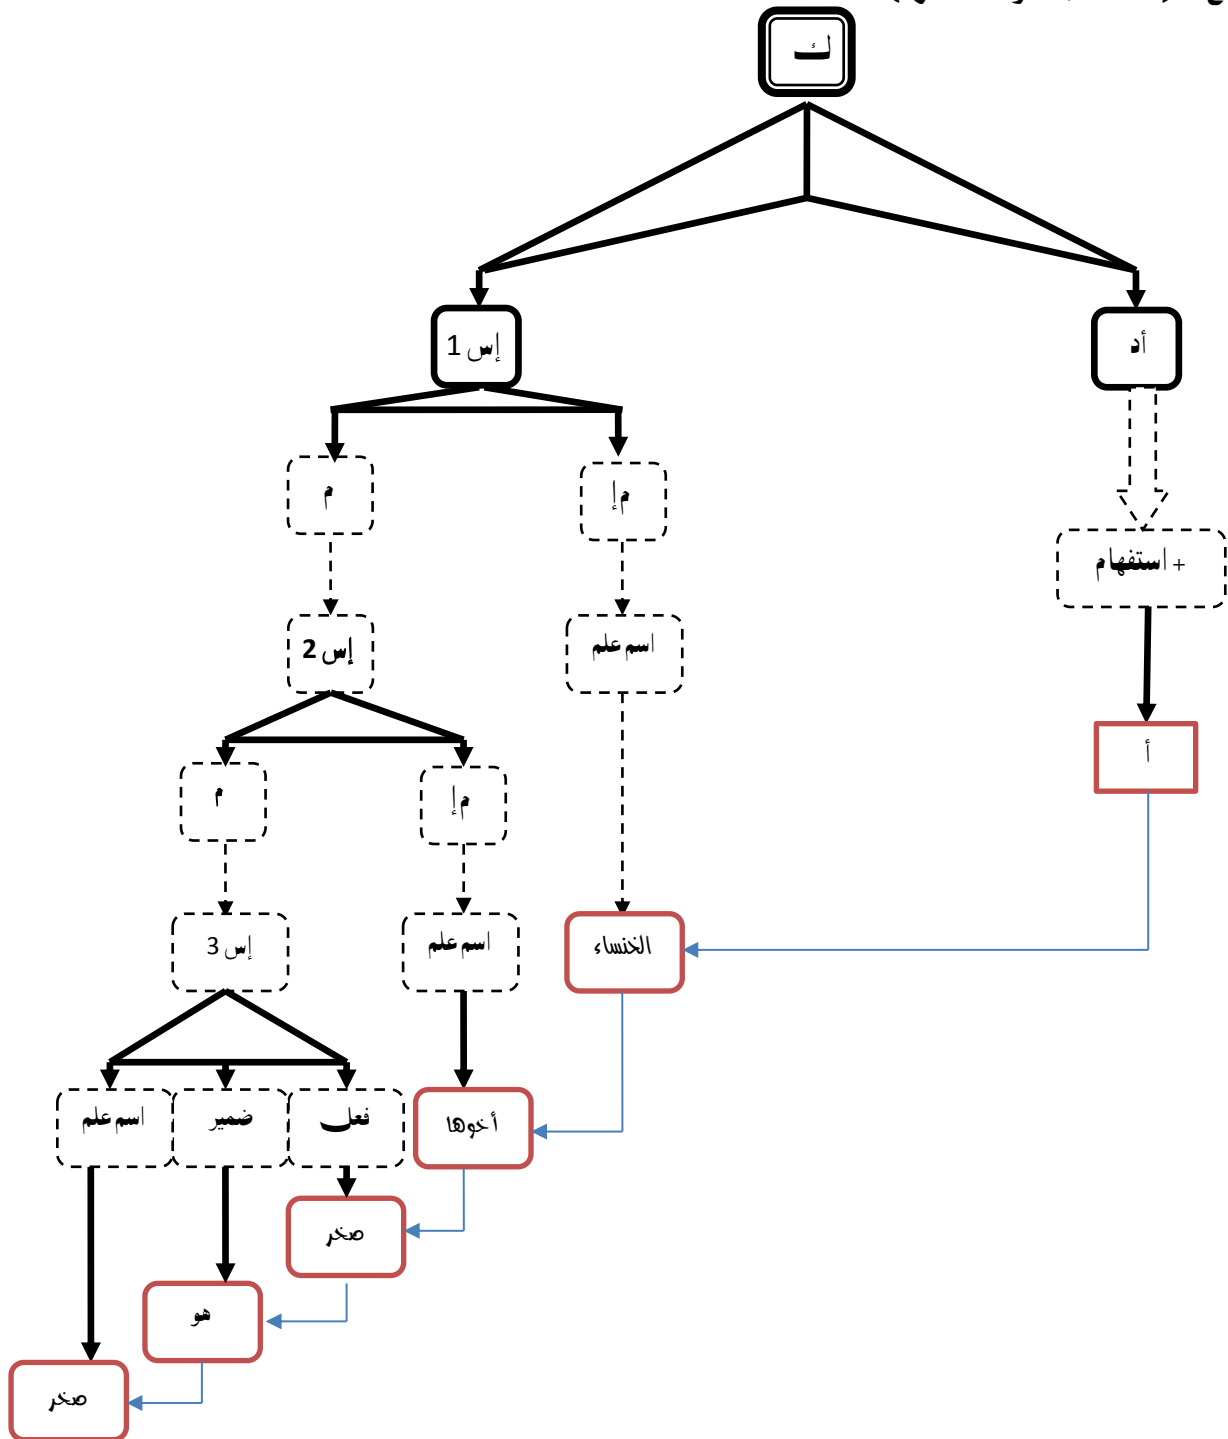 ك
إس 1
أد
م
م إ
+ استفهام
إس 2
اسم علم
أ
م
م إ
إس 3
اسم علم
الخنساء
اسم علم
ضمير
فعل
أخوها
صخر
هو
صخر